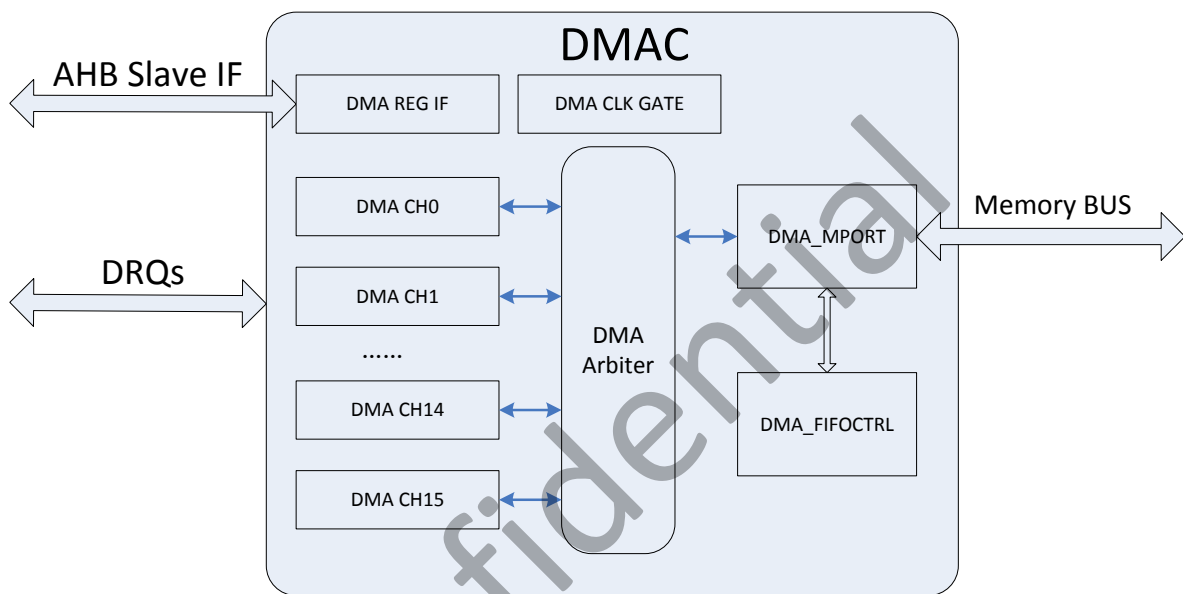 DMAC
AHB Slave IF
DMA REG IF
DMA CLK GATE
DMA CH0
DMA_MPORT
Memory BUS
DRQs
DMA CH1
DMA
Arbiter
......
DMA CH14
DMA_FIFOCTRL
DMA CH15
fidential